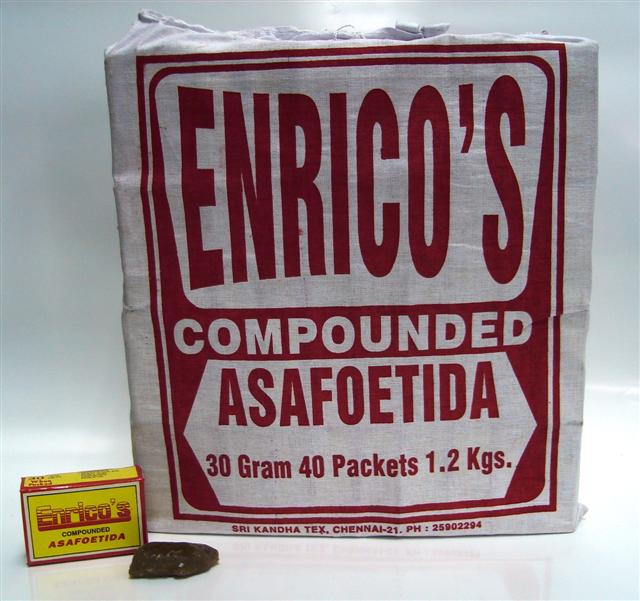 ENRICO'S
COMPOUNDED
ASAFOETIDA
30 Gram 40 Packets 1.2 Kgs.
SRI KANDHA TEX, CHENNAI-21. PH : 25902294
Enrico's
COMPOUNDED
ASAFOETIDA